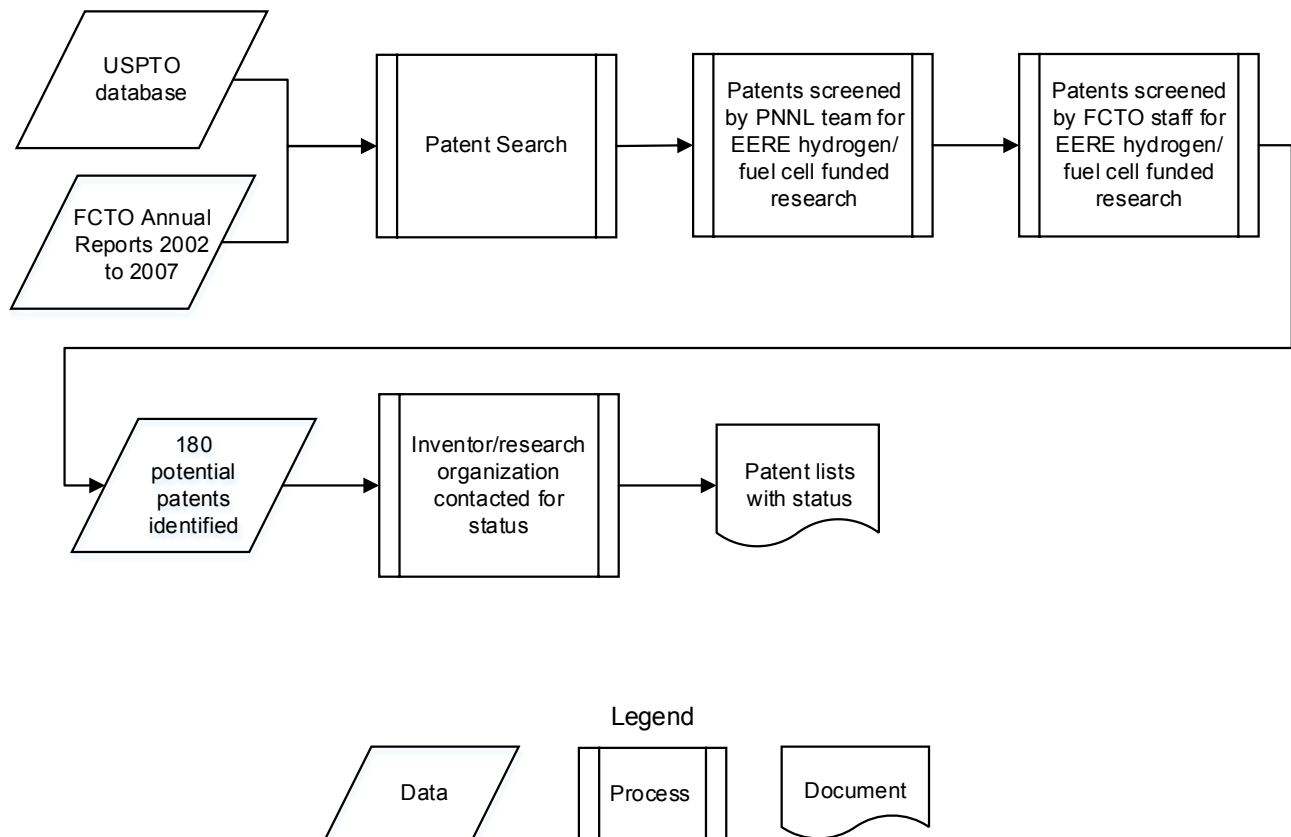 USPTO
database
FCTO Annual
Reports 2002
to 2007
Patent Search
Patents screened
by PNNL team for
EERE hydrogen/
fuel cell funded
research
Patents screened
by FCTO staff for
EERE hydrogen/
fuel cell funded
research
180
potential
patents
identified
Inventor/research
organization
contacted for
status
Patent lists
with status
Legend
Data
Process
Document